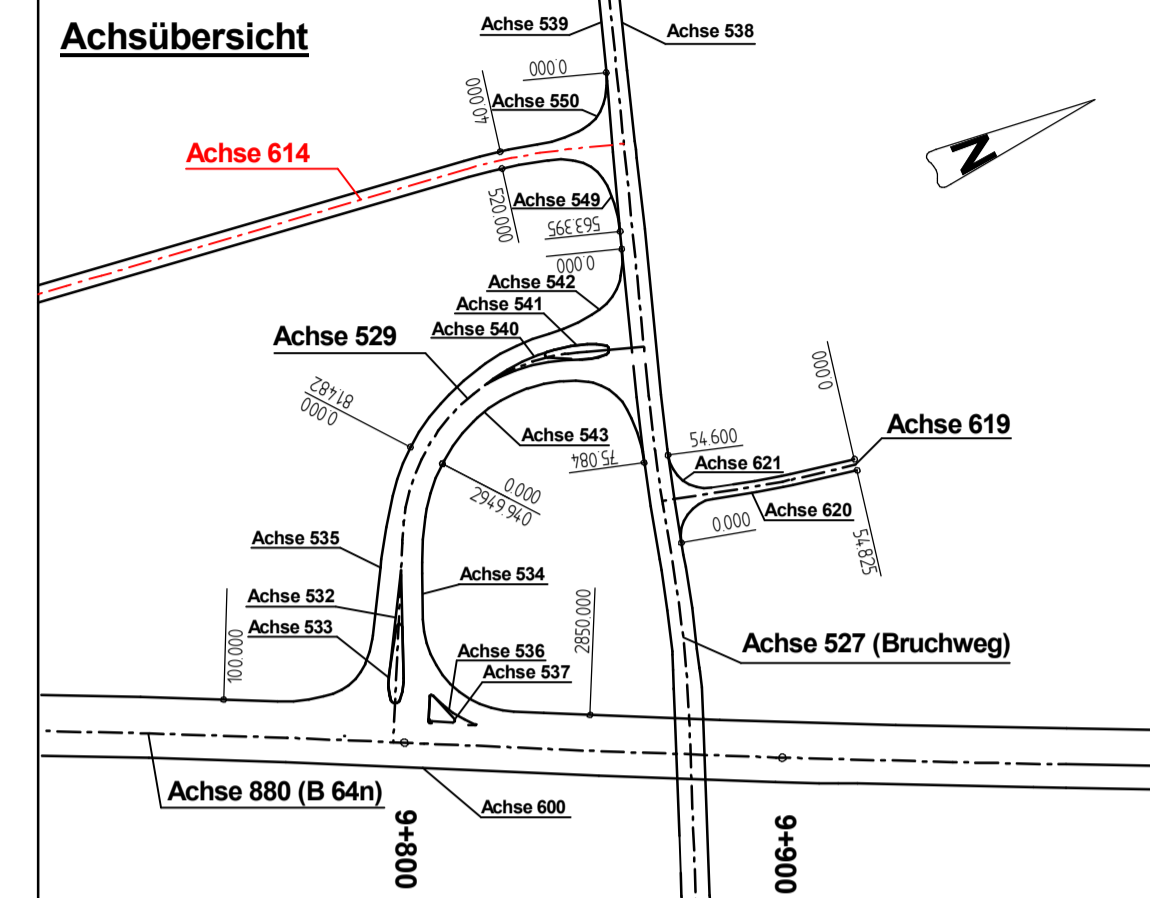 Achsübersicht
Achse 539
Achse 538
0.000
40.000
Achse 550
Achse 614
N
520.000
Achse 549
563.395
0.000
Achse 542
Achse 541
Achse 540
Achse 529
81.482
0.000
0.000
Achse 619
Achse 543
75.084
54.600
Achse 621
0.000
2949.940
Achse 620
0.000
54.825
Achse 535
Achse 534
Achse 532
Achse 533
100.000
2850.000
Achse 536
Achse 537
Achse 527 (Bruchweg)
Achse 880 (B 64n)
Achse 600
9+800
9+900